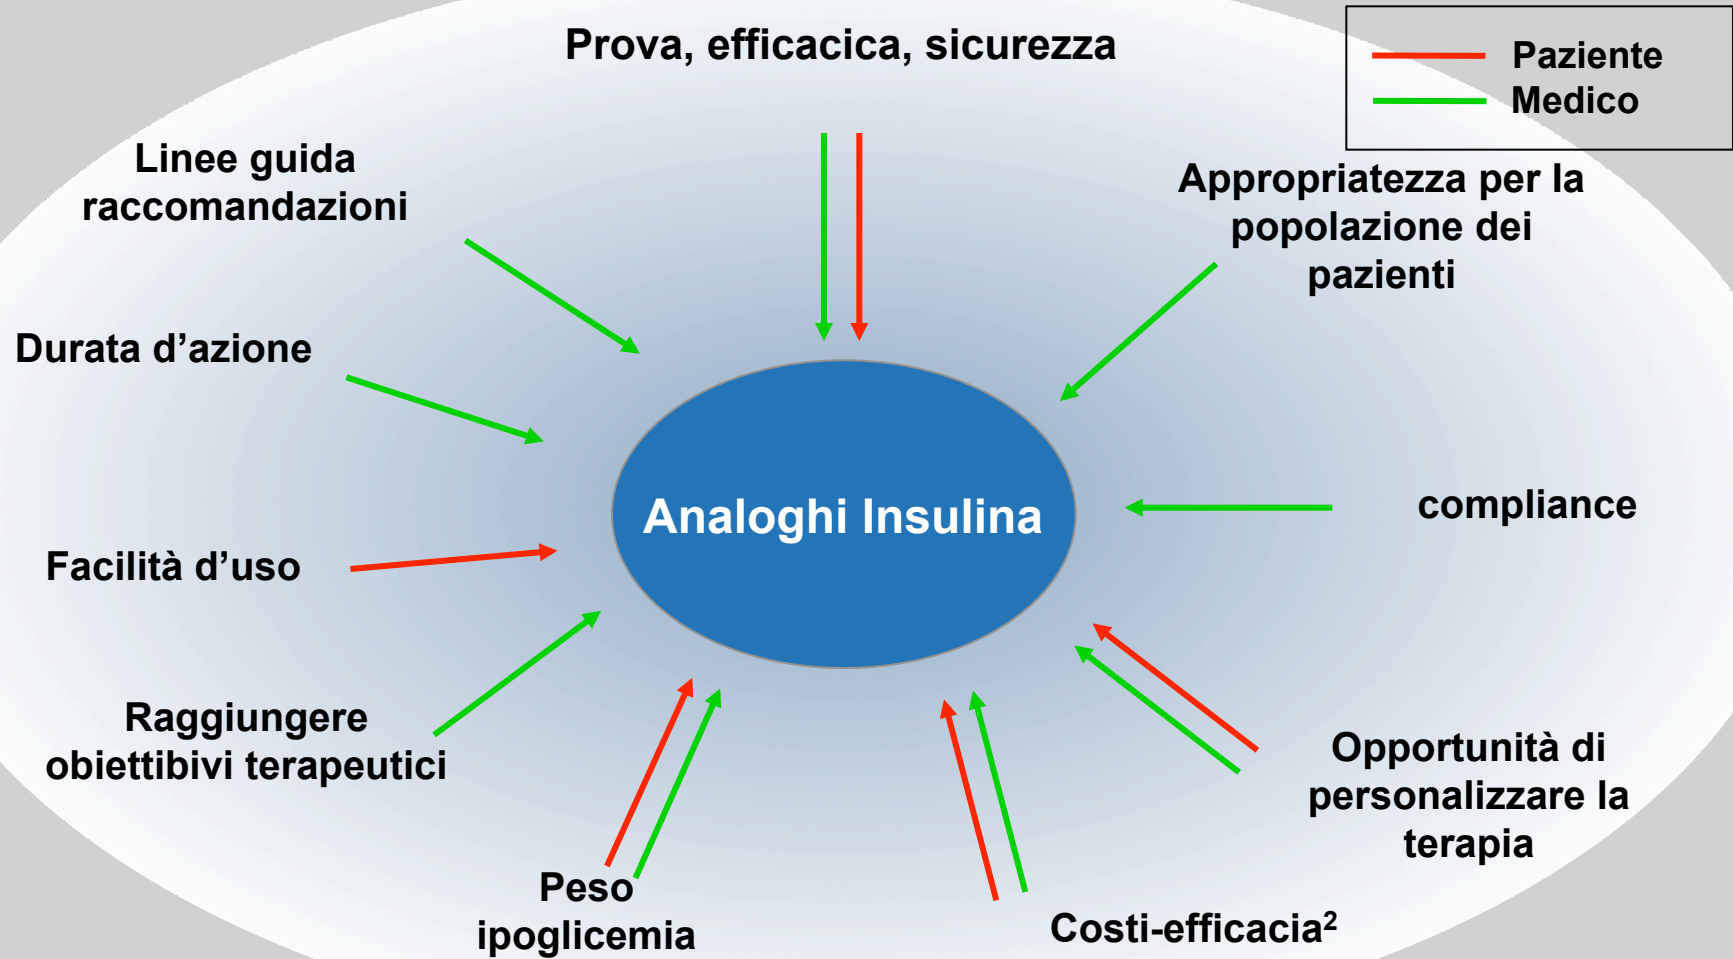 Prova, efficacica, sicurezza
Paziente
Medico
Linee guida
raccomandazioni
Appropriatezza per la
popolazione dei
pazienti
Durata d’azione
Analoghi Insulina
compliance
Facilità d’uso
Raggiungere
obiettibivi terapeutici
Opportunità di
personalizzare la
terapia
Peso
ipoglicemia
Costi-efficacia²